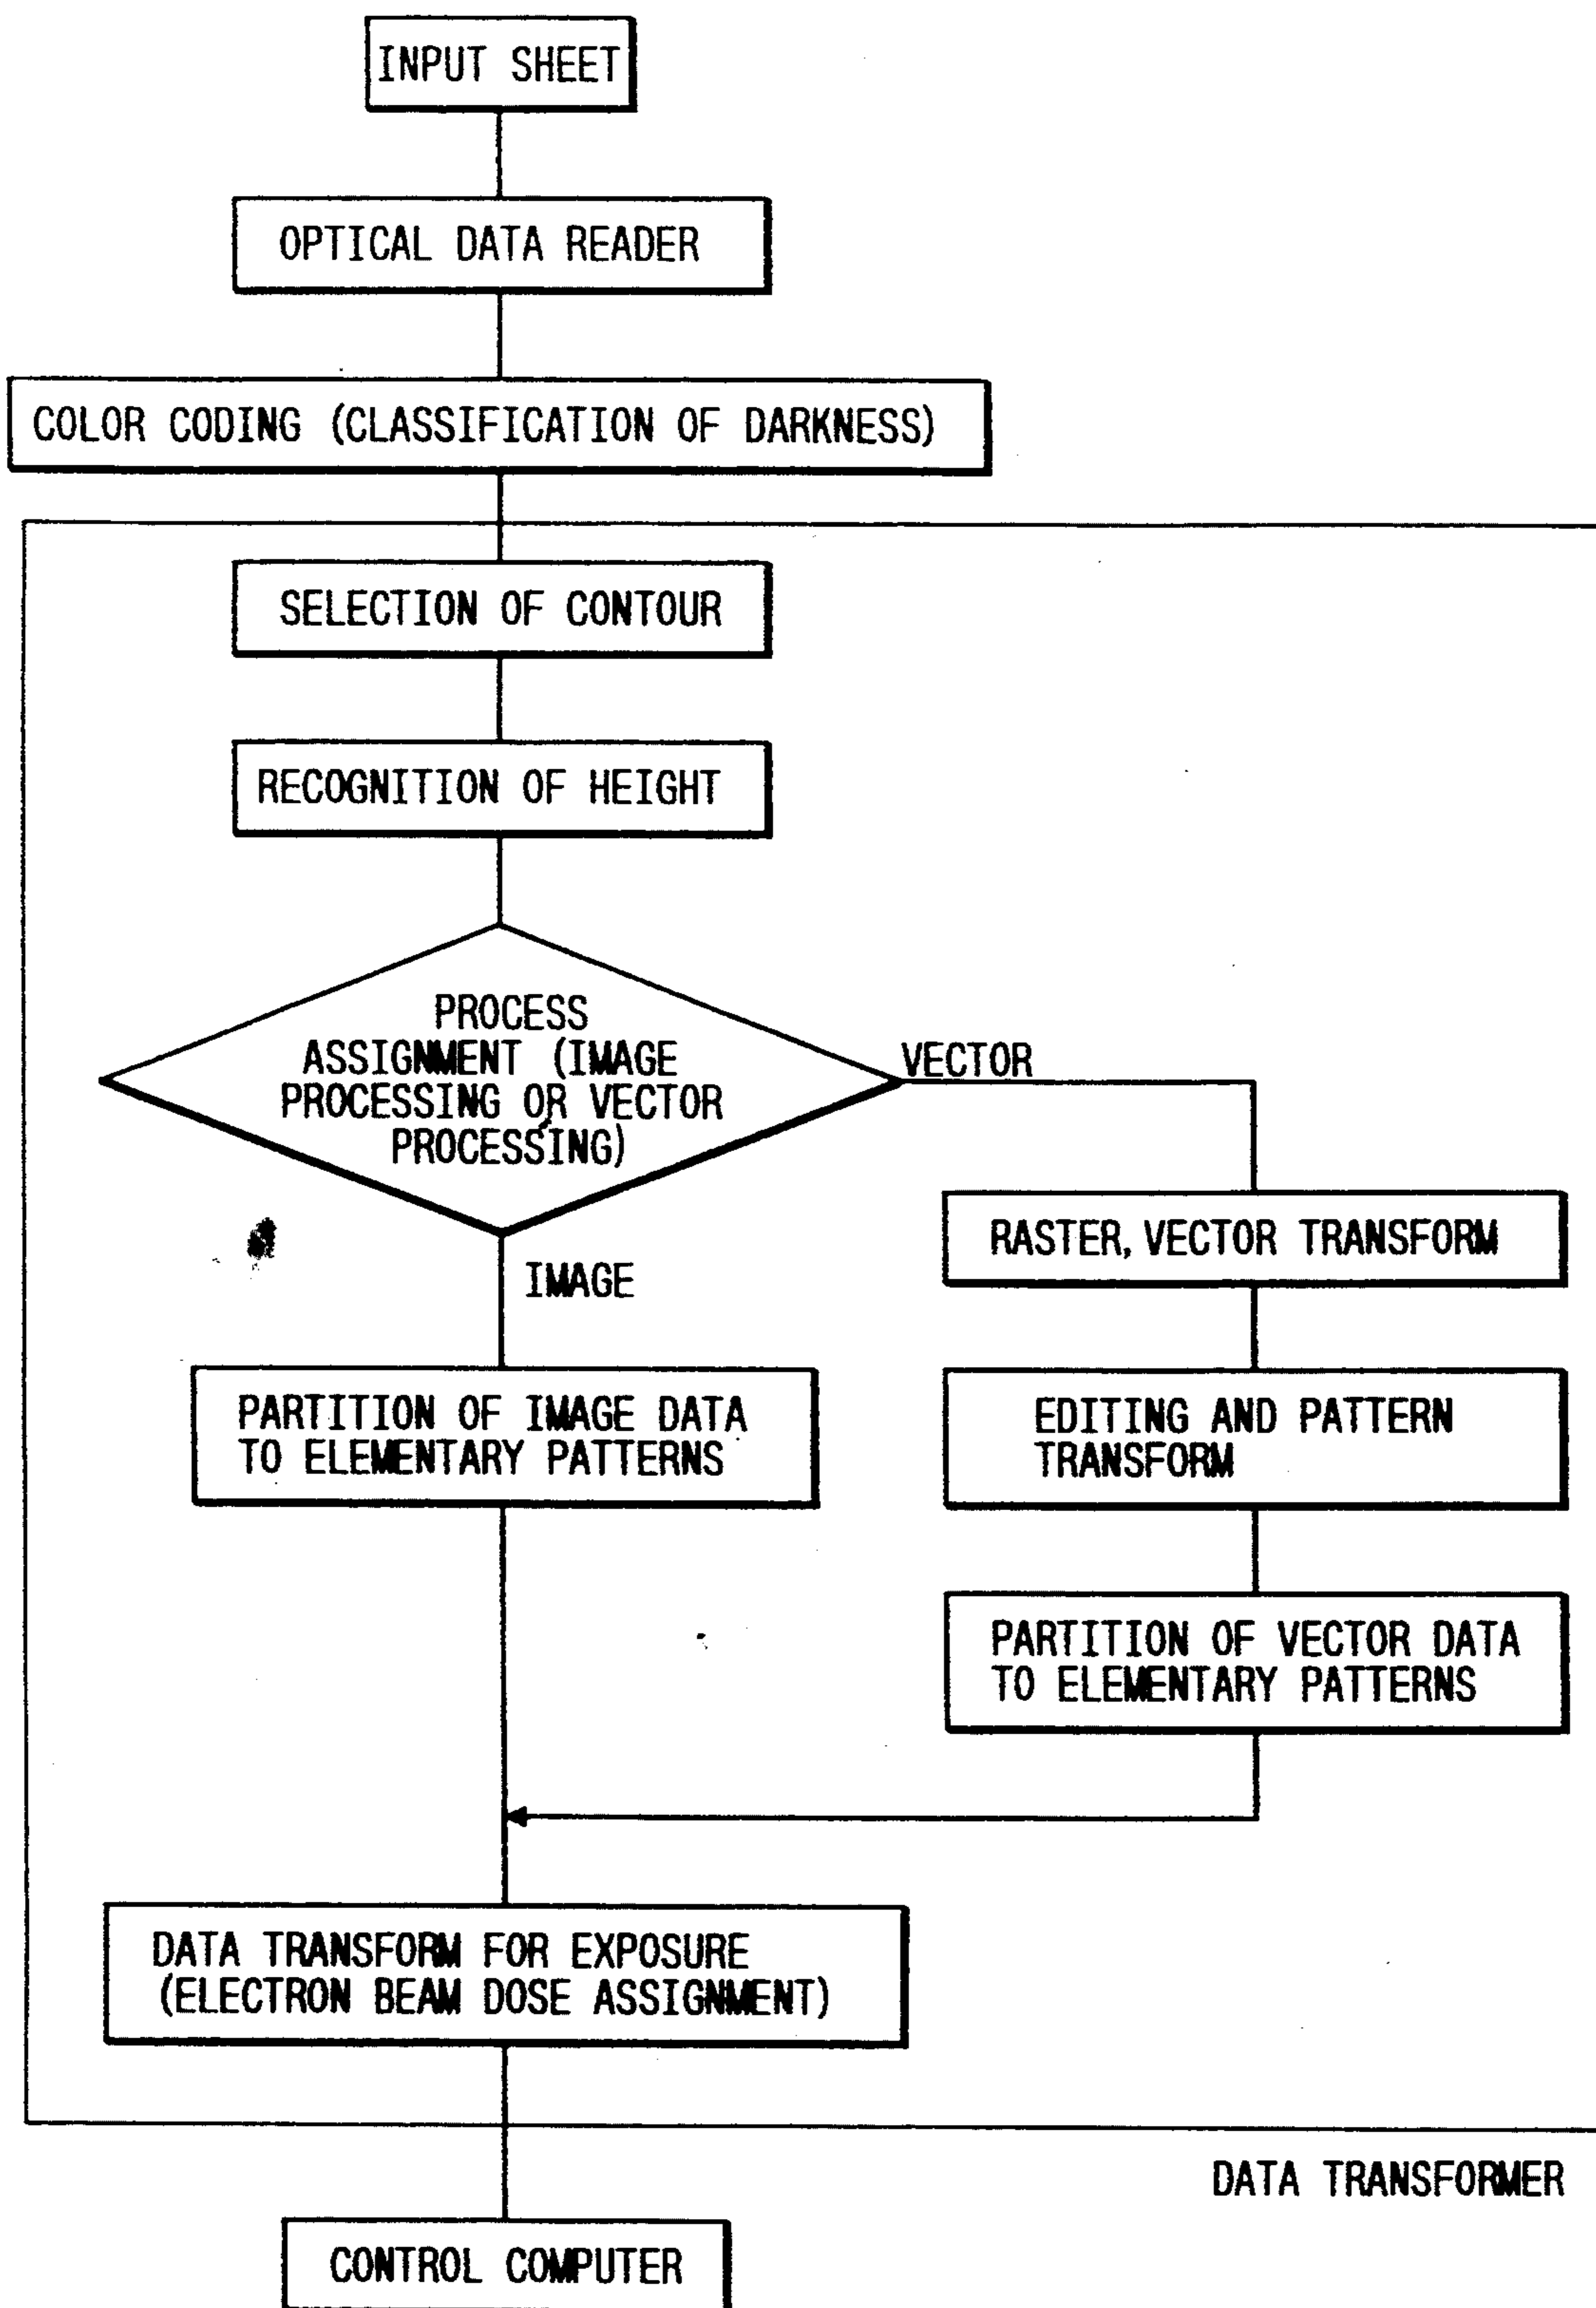 INPUT SHEET
OPTICAL DATA READER
COLOR CODING (CLASSIFICATION OF DARKNESS)
SELECTION OF CONTOUR
RECOGNITION OF HEIGHT
PROCESS
ASSIGNMENT (IMAGE
PROCESSING OR VECTOR
PROCESSING)
VECTOR
IMAGE
RASTER, VECTOR TRANSFORM
PARTITION OF IMAGE DATA
TO ELEMENTARY PATTERNS
EDITING AND PATTERN
TRANSFORM
PARTITION OF VECTOR DATA
TO ELEMENTARY PATTERNS
DATA TRANSFORM FOR EXPOSURE
(ELECTRON BEAM DOSE ASSIGNMENT)
DATA TRANSFORMER
CONTROL COMPUTER